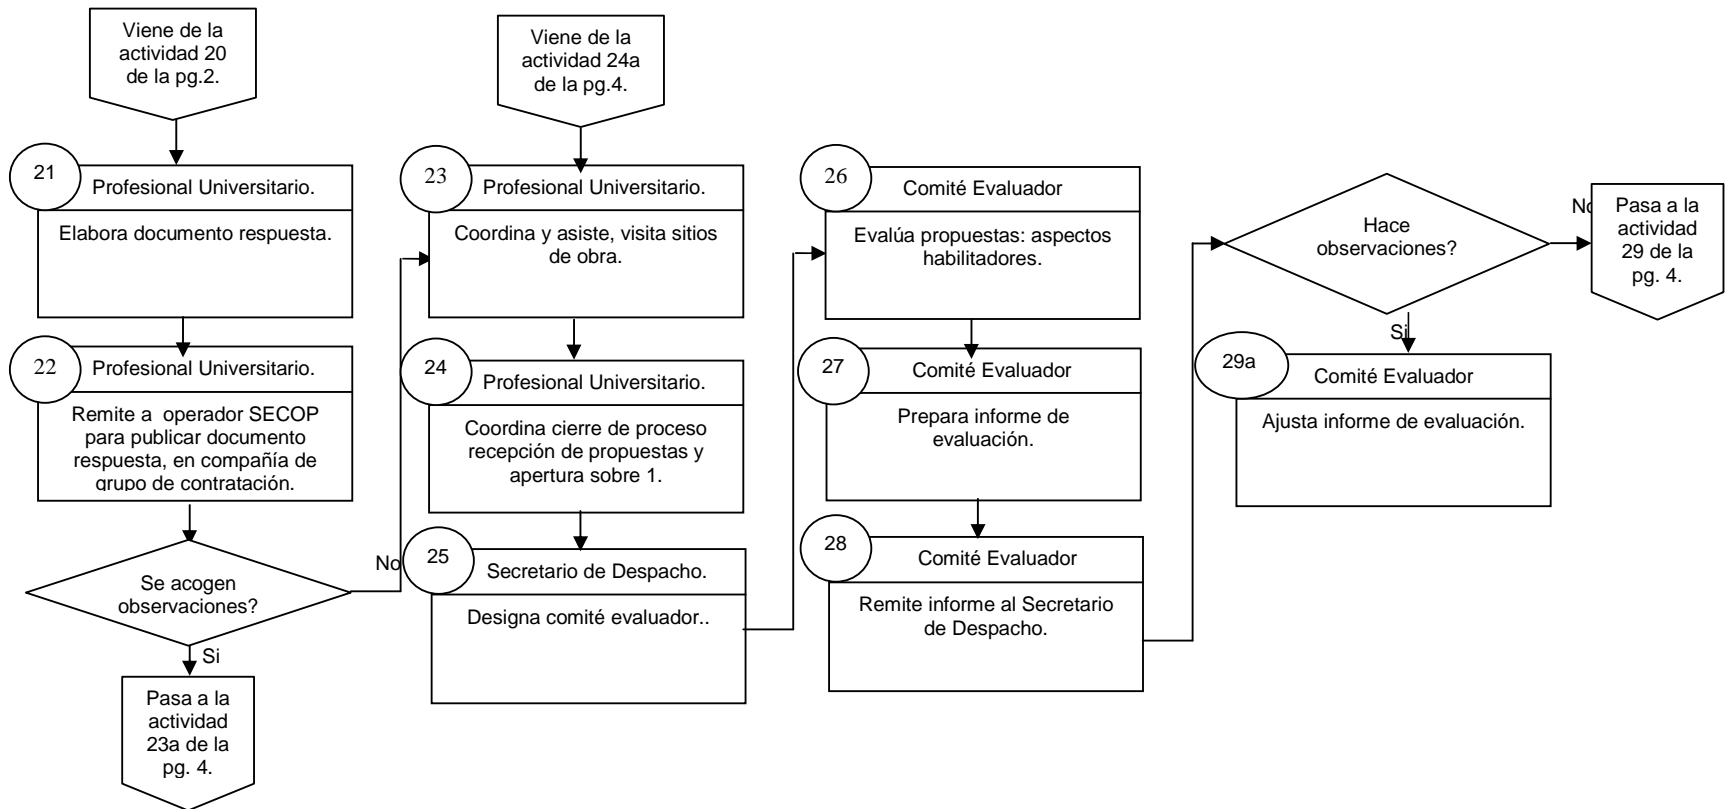 Viene de la
actividad 20
de la pg.2.
21
Profesional Universitario.
Elabora documento respuesta.
22
Profesional Universitario.
Remite a operador SECOP
para publicar documento
respuesta, en compañía de
grupo de contratación.
Se acogen
observaciones?
No
Si
Pasa a la
actividad
23a de la
pg. 4.
Viene de la
actividad 24a
de la pg.4.
23
Profesional Universitario.
Coordina y asiste, visita sitios
de obra.
24
Profesional Universitario.
Coordina cierre de proceso
recepción de propuestas y
apertura sobre 1.
25
Secretario de Despacho.
Designa comité evaluador..
26
Comité Evaluador
Evalúa propuestas: aspectos
habilitadores.
27
Comité Evaluador
Prepara informe de
evaluación.
28
Comité Evaluador
Remite informe al Secretario
de Despacho.
Hace
observaciones?
No
Pasa a la
actividad
29 de la
pg. 4.
Si
29a
Comité Evaluador
Ajusta informe de evaluación.